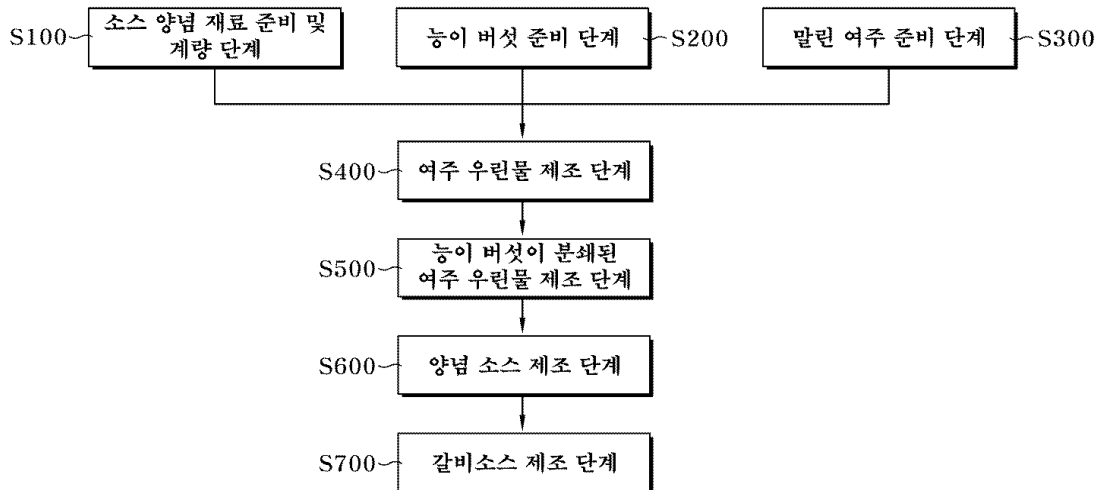 S100 소스 양념 재료 준비 및
계량 단계
능이 버섯 준비 단계 S200
말린 여주 준비 단계 S300
S400 여주 우린물 제조 단계
S500 능이 버섯이 분쇄된
여주 우린물 제조 단계
S600 양념 소스 제조 단계
S700 갈비소스 제조 단계